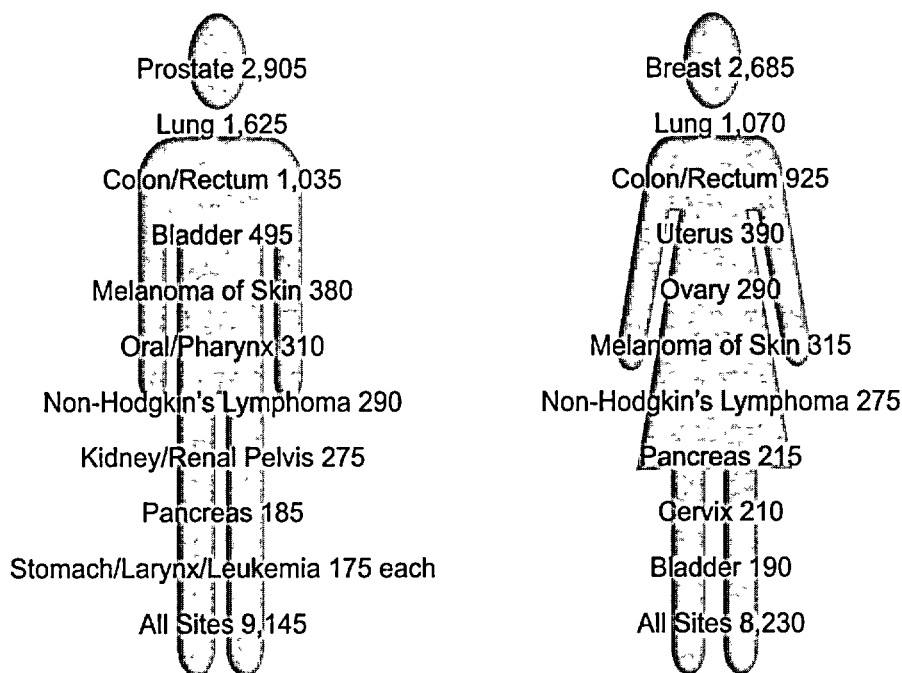 Prostate 2,905
Lung 1,625
Colon/Rectum 1,035
Bladder 495
Melanoma of Skin 380
Oral/Pharynx 310
Non-Hodgkin's Lymphoma 290
Kidney/Renal Pelvis 275
Pancreas 185
Stomach/Larynx/Leukemia 175 each
All Sites 9,145
Breast 2,685
Lung 1,070
Colon/Rectum 925
Uterus 390
Ovary 290
Melanoma of Skin 315
Non-Hodgkin's Lymphoma 275
Pancreas 215
Cervix 210
Bladder 190
All Sites 8,230